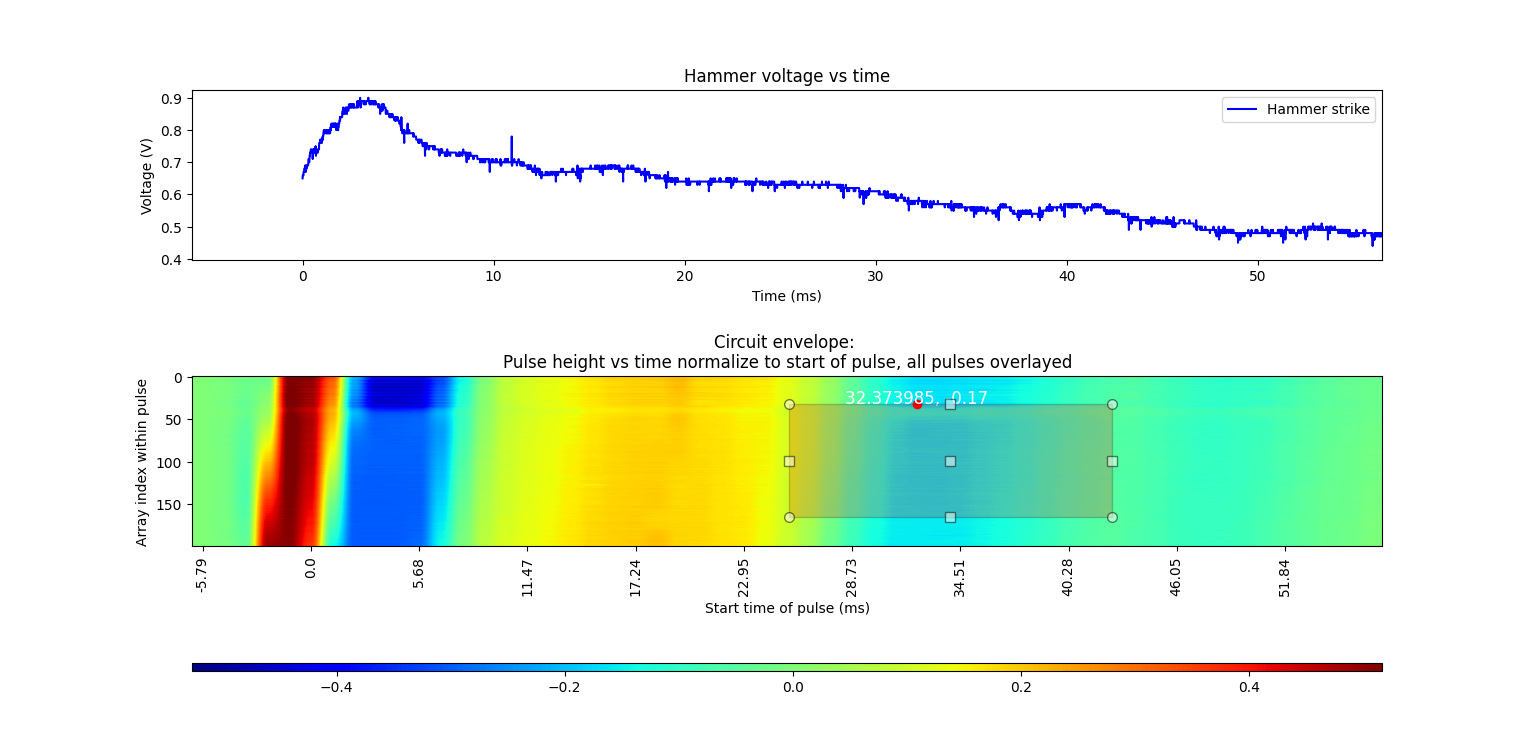 Hammer voltage vs time
0.9
0.8
0.7
0.6
0.5
0.4
Voltage (V)
Hammer strike
0 10 20 30 40 50
Time (ms)
Circuit envelope:
Pulse height vs time normalize to start of pulse, all pulses overlayed
0
50
100
150
Array index within pulse
32.373985, -0.17
-5.79 0.0 5.68 11.47 17.24 22.95 28.73 34.51 40.28 46.05 51.84
Start time of pulse (ms)
−0.4 −0.2 0.0 0.2 0.4